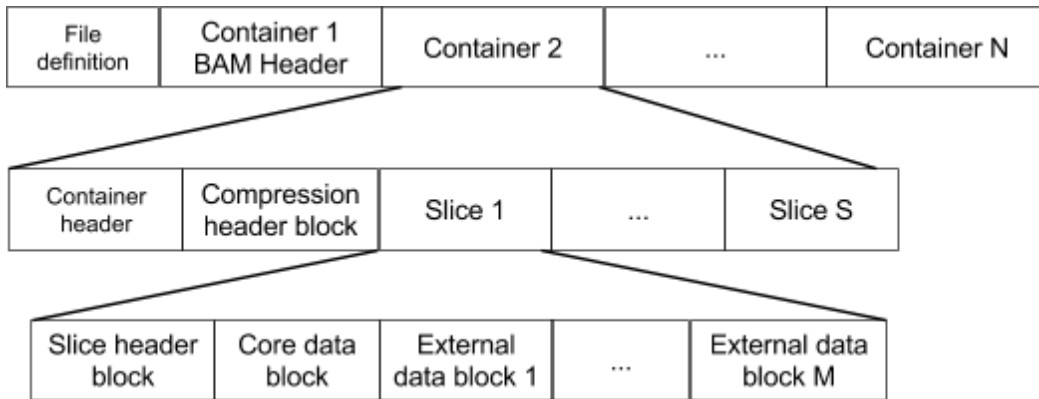 File
definition
Container 1
BAM Header
Container 2
...
Container N
Container
header
Compression
header block
Slice 1
...
Slice S
Slice header
block
Core data
block
External
data block 1
...
External data
block M